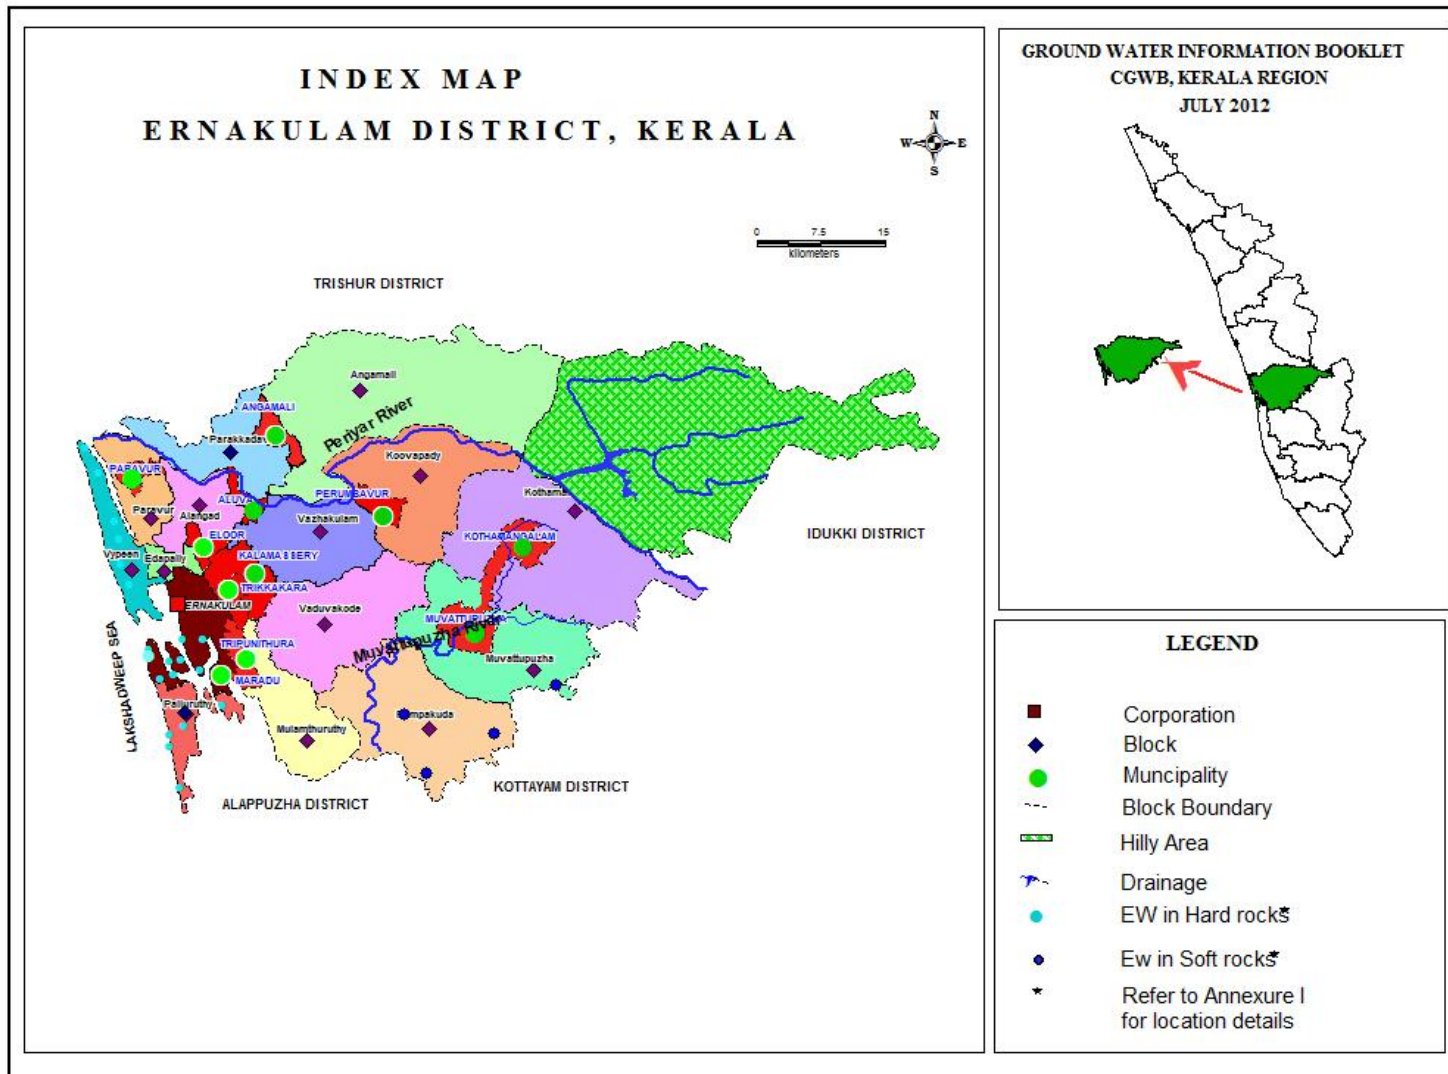 INDEX MAP
ERNAKULAM DISTRICT, KERALA
N
W
E
S
0 7.5 15
kilometers
TRISHUR DISTRICT
Angamali
ANGAMALI
Periyar River
Parakkada
Koovapady
PARAVUR
PERUMBAVUR
Kothama
ALUVA
Paravur
Alangad
Vazhakulam
IDUKKI DISTRICT
ELOOR
KOTHAMANGALAM
Vypeen
Edapally
KALAMASSERY
TRIKKAKARA
ERNAKULAM
Vaduvakode
MUVATTUPUZHA
Muvattupuzha River
LAKSHADWEEP SEA
TRIPUNITHURA
Muvattupuzha
MARADU
Palluruthy
mpakuda
Mulamthuruthy
KOTTAYAM DISTRICT
ALAPPUZHA DISTRICT
GROUND WATER INFORMATION BOOKLET
CGWB, KERALA REGION
JULY 2012
LEGEND
Corporation
Block
Muncipality
Block Boundary
Hilly Area
Drainage
EW in Hard rocks*
Ew in Soft rocks*
* Refer to Annexure I
for location details